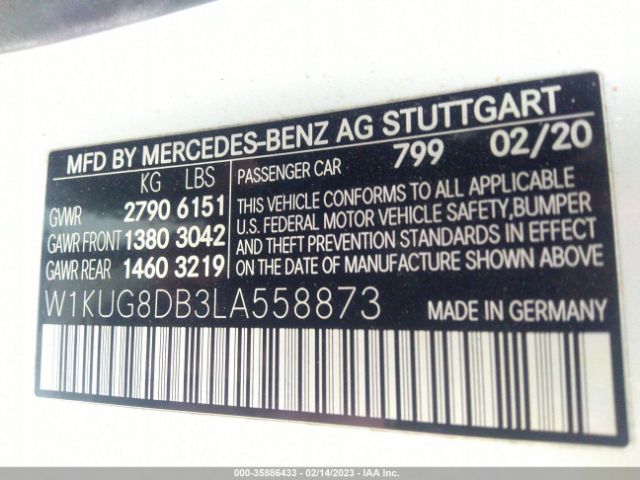 MFD BY MERCEDES-BENZ AG STUTTGART
KG LBS
GVWR 2790 6151
GAWR FRONT 1380 3042
GAWR REAR 1460 3219
PASSENGER CAR 799 02/20
THIS VEHICLE CONFORMS TO ALL APPLICABLE
U.S. FEDERAL MOTOR VEHICLE SAFETY,BUMPER
AND THEFT PREVENTION STANDARDS IN EFFECT
AT THE DATE OF MANUFACTURE SHOWN ABOVE
W1KUG8DB3LA558873
MADE IN GERMANY
000-35886433 - 02/14/2023 - IAA Inc.